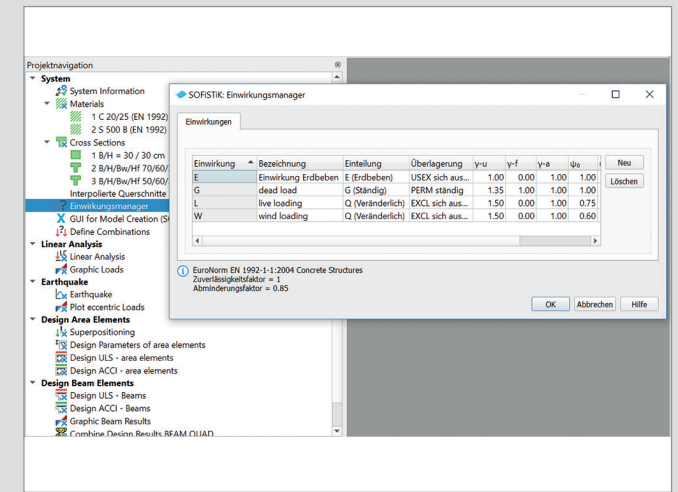 Projektnavigation
System
System Information
Materials
1 C 20/25 (EN 1992)
2 S 500 B (EN 1992)
Cross Sections
1 B/H = 30 / 30 cm
2 B/H/Bw/Hf 70/60/
3 B/H/Bw/Hf 50/60/
Interpolierte Querschnitte
Einwirkungsmanager
GUI for Model Creation (S
Define Combinations
Linear Analysis
Linear Analysis
Graphic Loads
Earthquake
Earthquake
Plot eccentric Loads
Design Area Elements
Superpositioning
Design Parameters of area elements
Design ULS - area elements
Design ACCI - area elements
Design Beam Elements
Design ULS - Beams
Design ACCI - Beams
Graphic Beam Results
Combine Design Results BEAM QUAD
SOFiSTiK: Einwirkungsmanager
Einwirkungen
Einwirkung Bezeichnung Einteilung Überlagerung γ-u γ-f γ-a ψ₀
E Einwirkung Erdbeben E (Erdbeben) USEX sich aus... 1.00 0.00 1.00 1.00
G dead load G (Ständig) PERM ständig 1.35 1.00 1.00 1.00
L live loading Q (Veränderlich) EXCL sich aus... 1.50 0.00 1.00 0.75
W wind loading Q (Veränderlich) EXCL sich aus... 1.50 0.00 1.00 0.60
Neu
Löschen
EuroNorm EN 1992-1-1:2004 Concrete Structures
Zuverlässigkeitsfaktor = 1
Abminderungsfaktor = 0.85
OK Abbrechen Hilfe